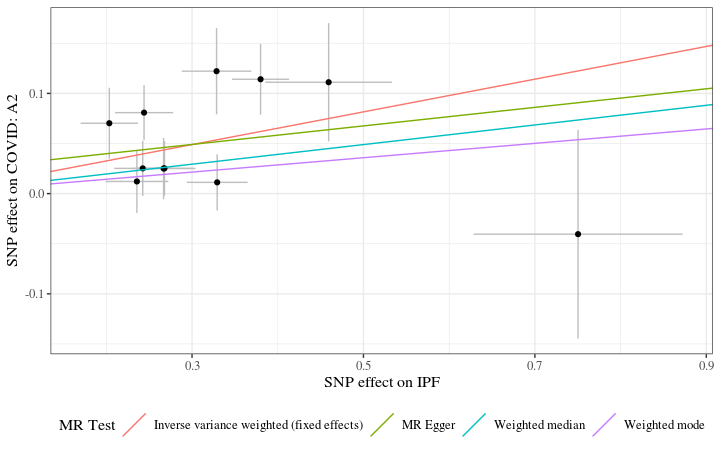 0.1
0.0
-0.1
SNP effect on COVID: A2
0.3 0.5 0.7 0.9
SNP effect on IPF
MR Test Inverse variance weighted (fixed effects) MR Egger Weighted median Weighted mode